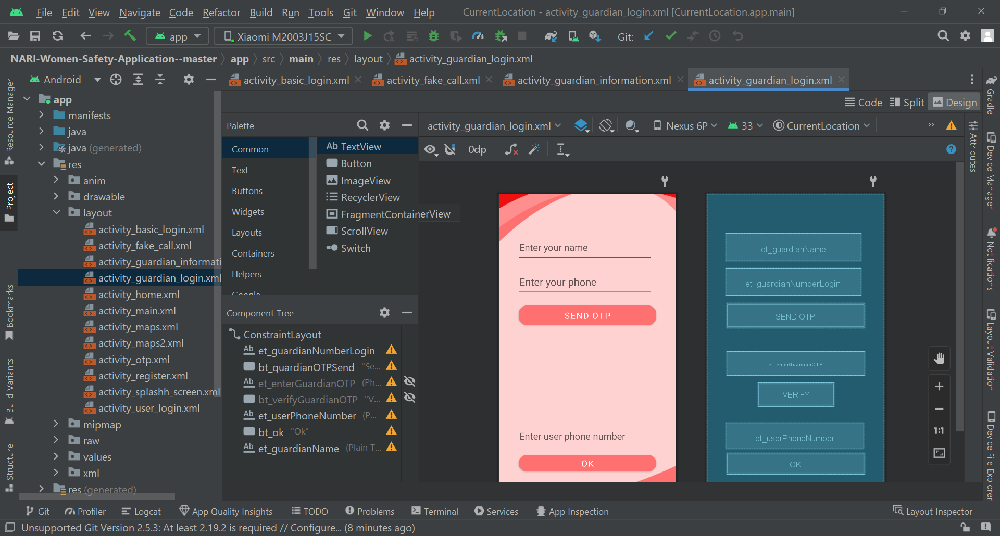 File Edit View Navigate Code Refactor Build Run Tools Git Window Help CurrentLocation - activity_guardian_login.xml [CurrentLocation.app.main]
app Xiaomi M2003J15SC Git:
NARI-Women-Safety-Application--master app src main res layout activity_guardian_login.xml
Resource Manager
Project
Bookmarks
Build Variants
Structure
Android
app
manifests
java
java (generated)
res
anim
drawable
layout
activity_basic_login.xml
activity_fake_call.xml
activity_guardian_informati
activity_guardian_login.xml
activity_home.xml
activity_main.xml
activity_maps.xml
activity_maps2.xml
activity_otp.xml
activity_register.xml
activity_splashh_screen.xml
activity_user_login.xml
mipmap
raw
values
xml
res (generated)
activity_basic_login.xml activity_fake_call.xml activity_guardian_information.xml activity_guardian_login.xml
Code Split Design
Palette
Common
Text
Buttons
Widgets
Layouts
Containers
Helpers
Google
Ab TextView
Button
ImageView
RecyclerView
FragmentContainerView
ScrollView
Switch
Component Tree
ConstraintLayout
Ab et_guardianNumberLogin
bt_guardianOTPSend "Se...
Ab et_enterGuardianOTP (Ph...
bt_verifyGuardianOTP "V...
Ab et_userPhoneNumber (P...
bt_ok "Ok"
Ab et_guardianName (Plain T...
activity_guardian_login.xml Nexus 6P 33 CurrentLocation
0dp
Enter your name
Enter your phone
SEND OTP
Enter user phone number
OK
et_guardianName
et_guardianNumberLogin
SEND OTP
et_enterGuardianOTP
VERIFY
et_userPhoneNumber
OK
1:1
Attributes
Gradle
Device Manager
Notifications
Layout Validation
Device File Explorer
Git Profiler Logcat App Quality Insights TODO Problems Terminal Services App Inspection Layout Inspector
Unsupported Git Version 2.5.3: At least 2.19.2 is required // Configure... (8 minutes ago)